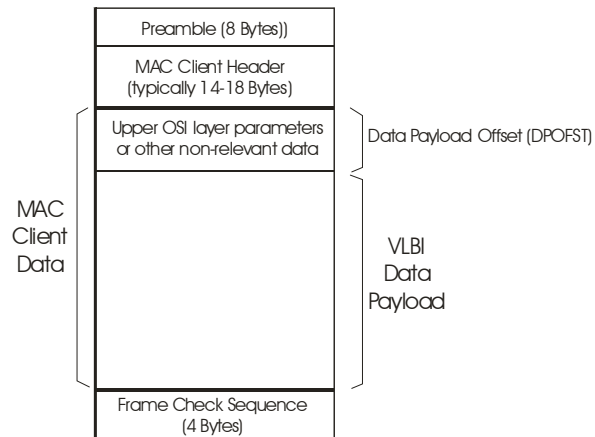 Preamble (8 Bytes))
MAC Client Header
(typically 14-18 Bytes)
Upper OSI layer parameters
or other non-relevant data
Data Payload Offset (DPOFST)
MAC
Client
Data
VLBI
Data
Payload
Frame Check Sequence
(4 Bytes)